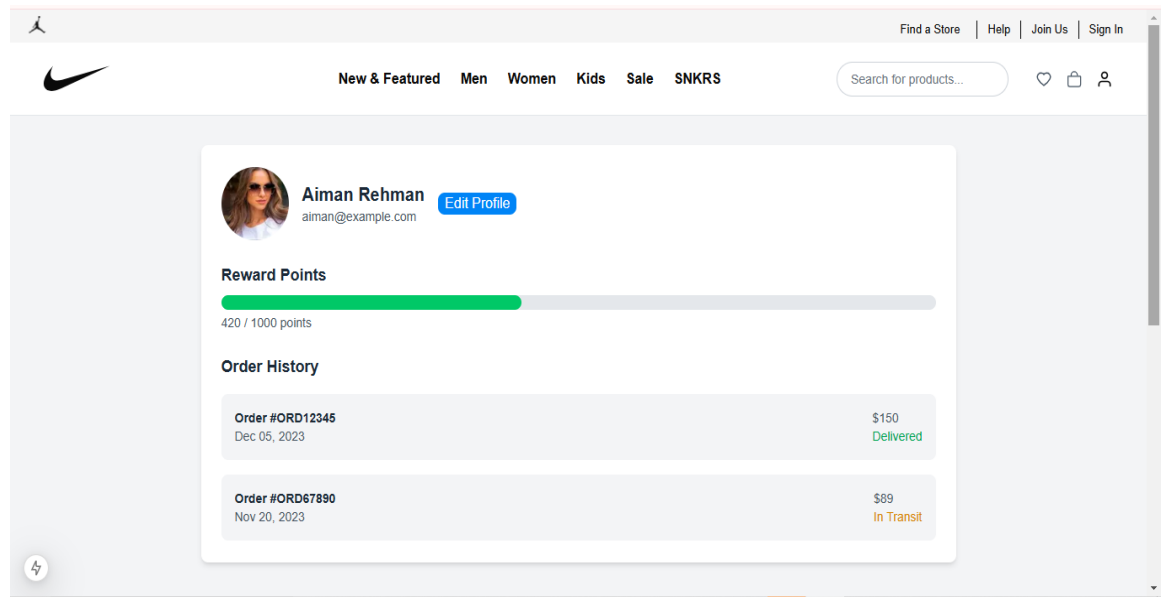 Find a Store Help Join Us Sign In
New & Featured Men Women Kids Sale SNKRS Search for products...
Aiman Rehman
Edit Profile
aiman@example.com
Reward Points
420 / 1000 points
Order History
Order #ORD12345 $150
Dec 05, 2023 Delivered
Order #ORD67890 $89
Nov 20, 2023 In Transit